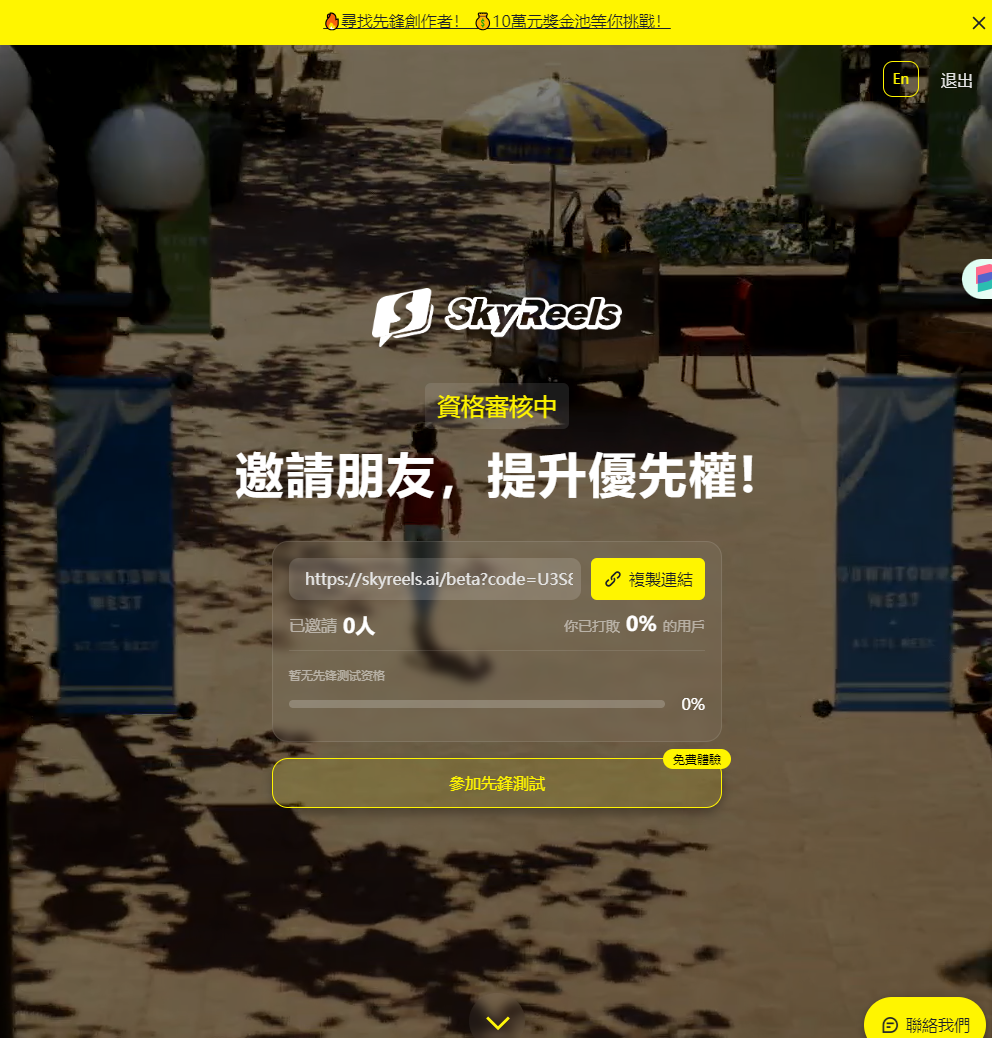 🔥尋找先鋒創作者！ 💰10萬元獎金池等你挑戰！
En
退出
SkyReels
資格審核中
邀請朋友，提升優先權!
https://skyreels.ai/beta?code=U3S
複製連結
已邀請 0人
你已打敗 0% 的用戶
暂无先鋒测试资格
0%
免費體驗
參加先鋒測試
DOWNTOWN
WEST
DOWNTOWN
WEST
聯絡我們